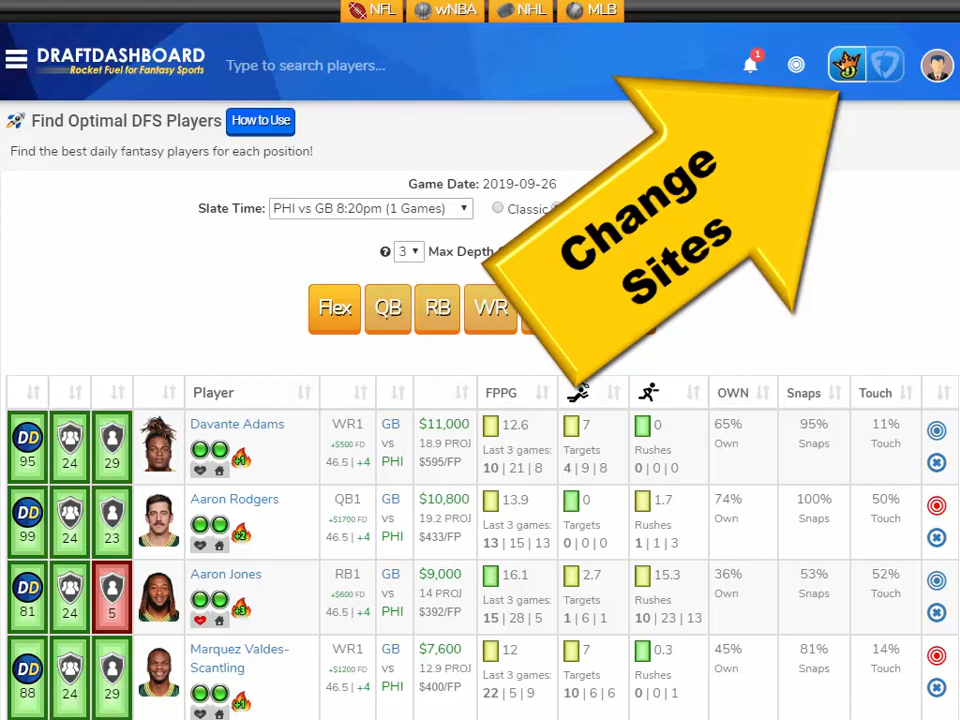 NFL wNBA NHL MLB
DRAFTDASHBOARD
Rocket Fuel for Fantasy Sports
Type to search players...
1
Find Optimal DFS Players How to Use
Find the best daily fantasy players for each position!
Game Date: 2019-09-26
Slate Time: PHI vs GB 8:20pm (1 Games) Classic
3 Max Depth
Change
Sites
Flex QB RB WR
Player FPPG OWN Snaps Touch
DD 95 24 29 Davante Adams +1 WR1 +$500 FD 46.5 | +4 GB vs PHI $11,000 18.9 PROJ $595/FP 12.6 Last 3 games: 10 | 21 | 8 7 Targets 4 | 9 | 8 0 Rushes 0 | 0 | 0 65% Own 95% Snaps 11% Touch
DD 99 24 23 Aaron Rodgers +2 QB1 +$1700 FD 46.5 | +4 GB vs PHI $10,800 19.2 PROJ $433/FP 13.9 Last 3 games: 13 | 15 | 13 0 Targets 0 | 0 | 0 1.7 Rushes 1 | 1 | 3 74% Own 100% Snaps 50% Touch
DD 81 24 5 Aaron Jones +3 RB1 +$600 FD 46.5 | +4 GB vs PHI $9,000 14 PROJ $392/FP 16.1 Last 3 games: 15 | 28 | 5 2.7 Targets 1 | 6 | 1 15.3 Rushes 10 | 23 | 13 36% Own 53% Snaps 52% Touch
DD 88 24 29 Marquez Valdes-Scantling +1 WR1 +$1200 FD 46.5 | +4 GB vs PHI $7,600 12.9 PROJ $400/FP 12 Last 3 games: 22 | 5 | 9 7 Targets 10 | 6 | 6 0.3 Rushes 0 | 0 | 1 45% Own 81% Snaps 14% Touch